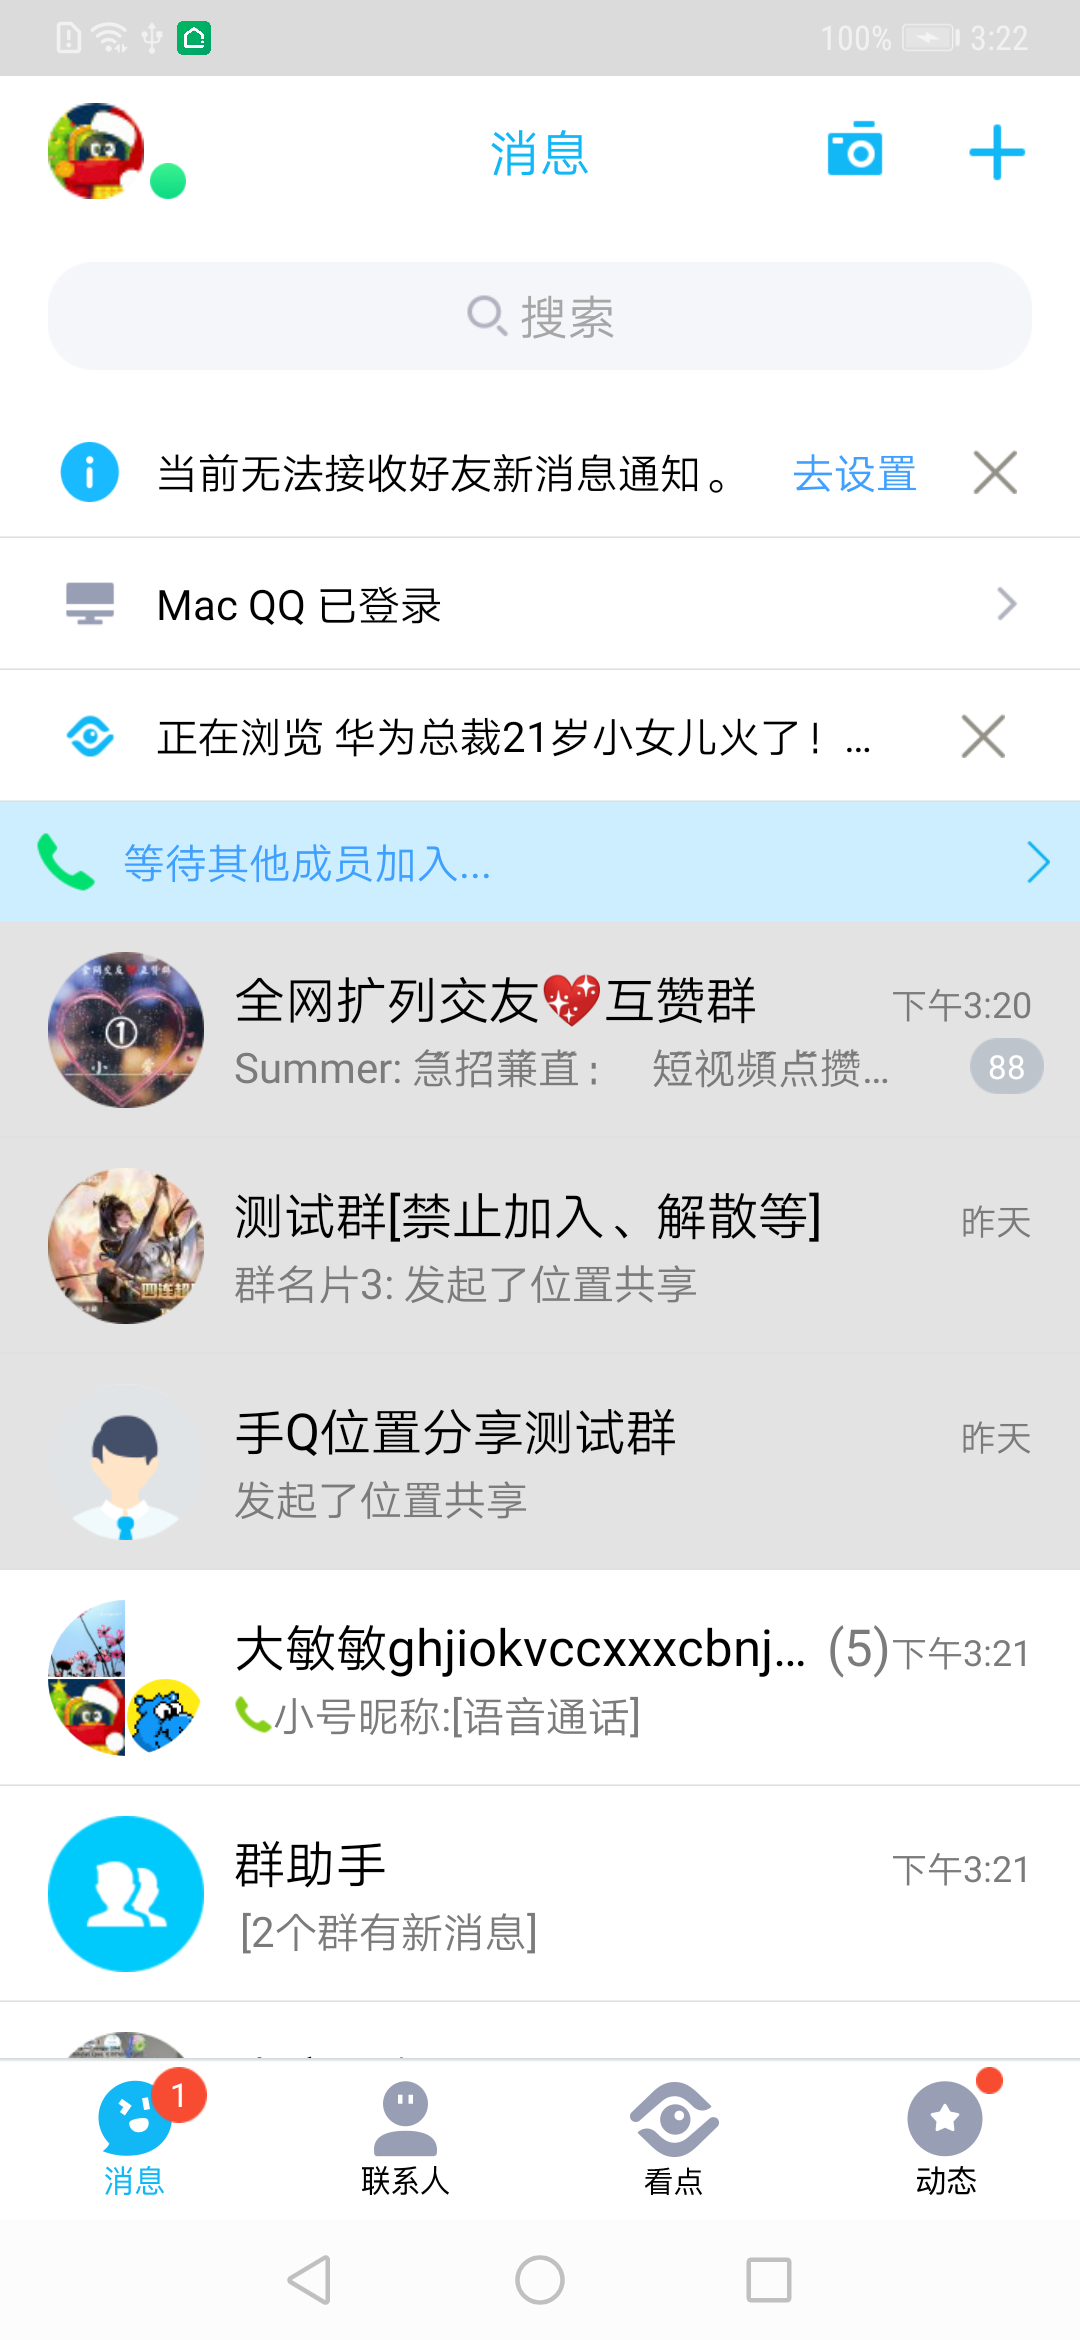 100% 3:22
消息
搜索
当前无法接收好友新消息通知。 去设置
Mac QQ 已登录
正在浏览 华为总裁21岁小女儿火了！...
等待其他成员加入...
全网扩列交友💖互赞群 下午3:20
Summer: 急招兼直： 短视頻点攒... 88
测试群[禁止加入、解散等] 昨天
群名片3: 发起了位置共享
手Q位置分享测试群 昨天
发起了位置共享
大敏敏ghjiokvccxxxcbnj... (5) 下午3:21
小号昵称:[语音通话]
群助手 下午3:21
[2个群有新消息]
1
消息 联系人 看点 动态